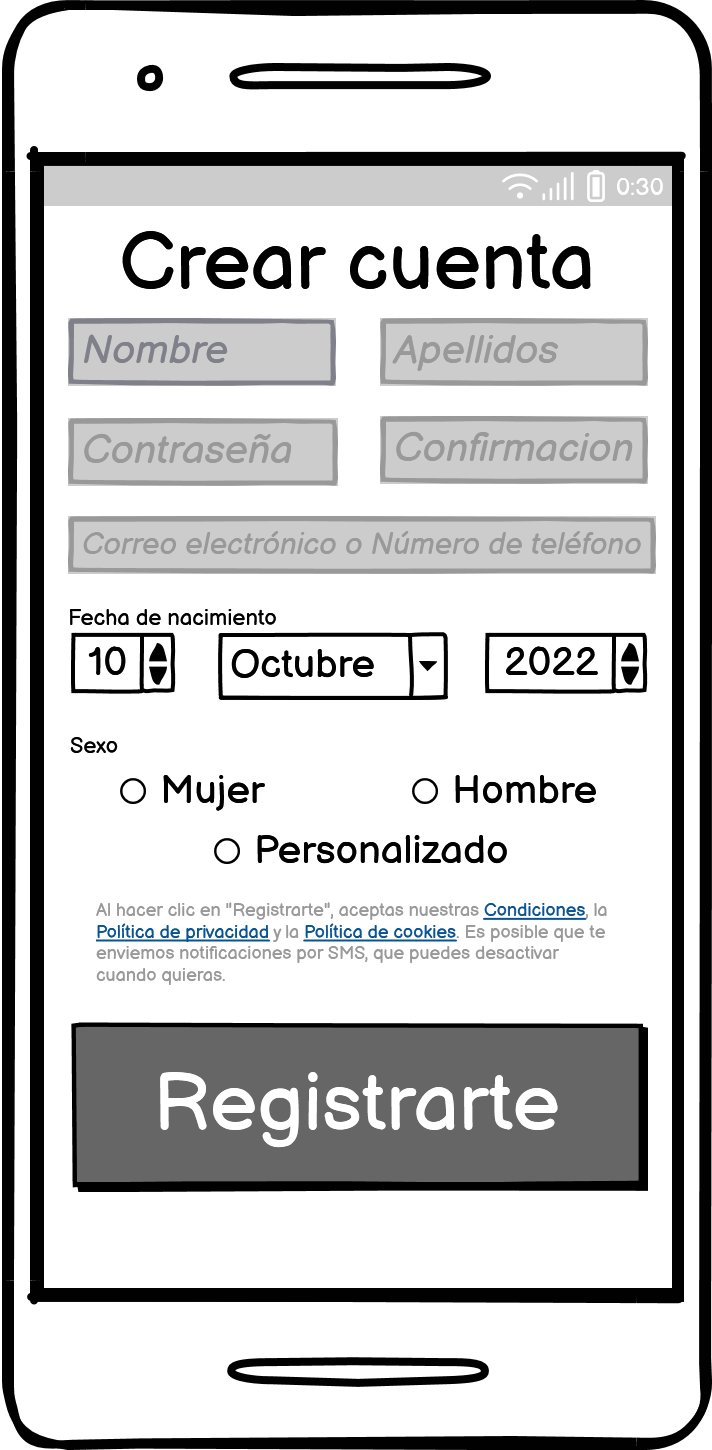 0:30
Crear cuenta
Nombre Apellidos
Contraseña Confirmacion
Correo electrónico o Número de teléfono
Fecha de nacimiento
10 Octubre 2022
Sexo
Mujer Hombre
Personalizado
Al hacer clic en "Registrarte", aceptas nuestras Condiciones, la
Política de privacidad y la Política de cookies. Es posible que te
enviemos notificaciones por SMS, que puedes desactivar
cuando quieras.
Registrarte